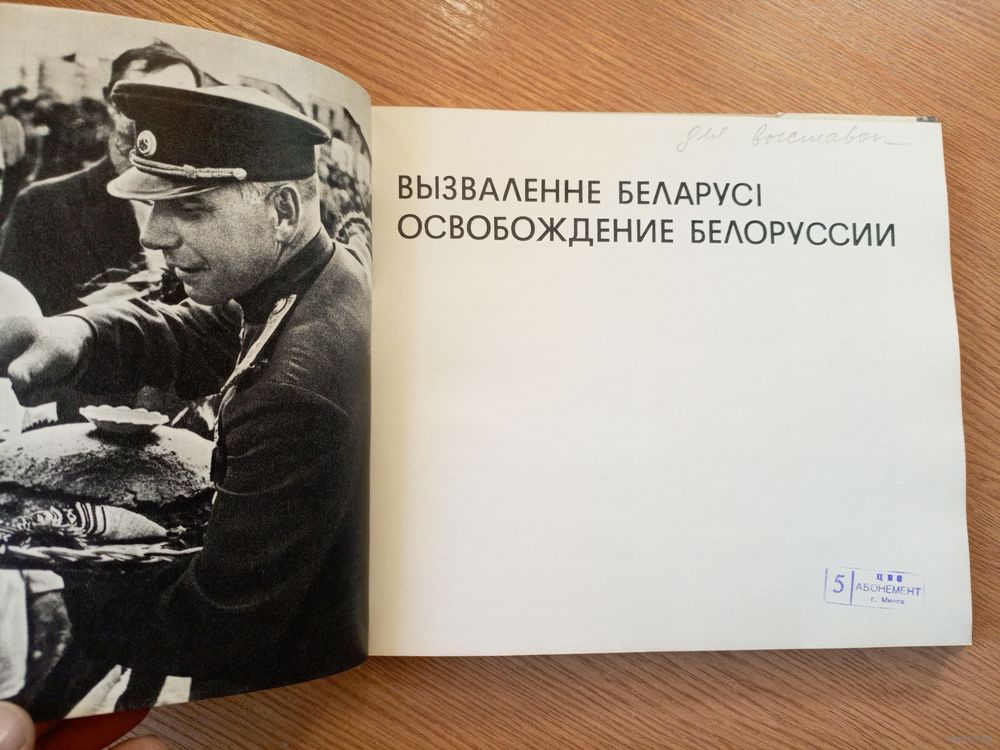 для выставок
ВЫЗВАЛЕННЕ БЕЛАРУСІ
ОСВОБОЖДЕНИЕ БЕЛОРУССИИ
5
ЦБС
АБОНЕМЕНТ
г. Минск